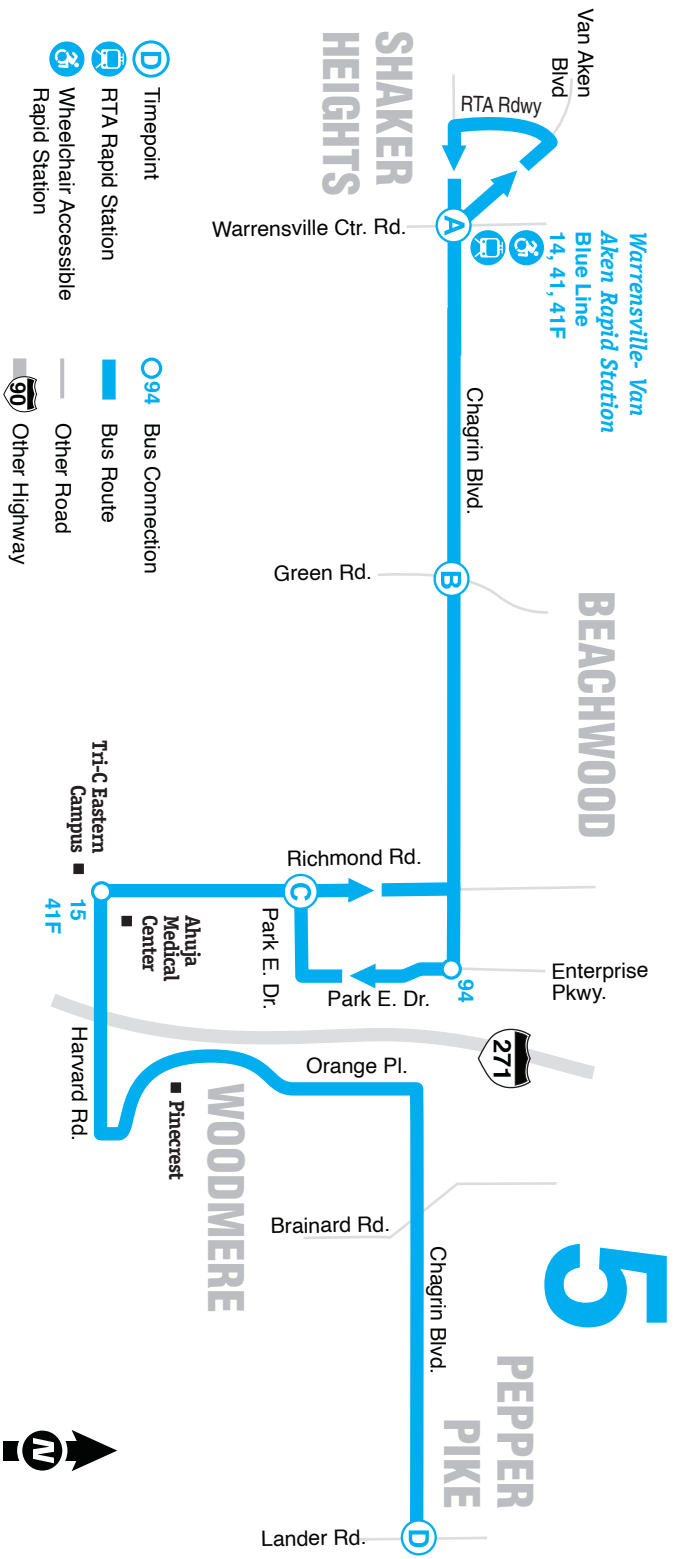 5
Van Aken
Blvd
RTA Rdwy
SHAKER
HEIGHTS
Warrensville Ctr. Rd.
A
Warrensville- Van
Aken Rapid Station
Blue Line
14, 41, 41F
Chagrin Blvd.
Green Rd.
B
BEACHWOOD
Richmond Rd.
C
Park E. Dr.
Park E. Dr.
94
Enterprise
Pkwy.
Tri-C Eastern
Campus
15
41F
Ahuja
Medical
Center
Harvard Rd.
271
Orange Pl.
Pinecrest
WOODMERE
Brainard Rd.
Chagrin Blvd.
PEPPER
PIKE
Lander Rd.
D
D Timepoint
RTA Rapid Station
Wheelchair Accessible
Rapid Station
94 Bus Connection
Bus Route
Other Road
90 Other Highway
N